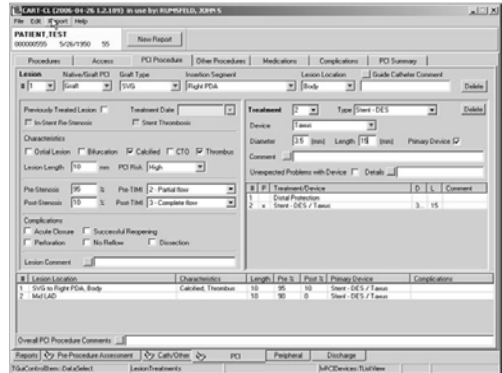 CART-CL (2006-04-26 1.2.109) in use by: RUMSFELD, JOHN S
File Edit Report Help
PATIENT,TEST
000000555 5/26/1950 55
New Report
Procedures Access PCI Procedure Other Procedures Medications Complications PCI Summary
Lesion Native/Graft PCI Graft Type Insertion Segment Lesion Location Guide Catheter Comment
# 1 Graft SVG Right PDA Body Delete
Previously Treated Lesion Treatment Date
In-Stent Re-Stenosis Stent Thrombosis
Characteristics
Ostial Lesion Bifurcation Calcified CTO Thrombus
Lesion Length 10 mm PCI Risk High
Pre-Stenosis 95 % Pre-TIMI 2 - Partial flow
Post-Stenosis 10 % Post-TIMI 3 - Complete flow
Complications
Acute Closure Successful Reopening
Perforation No Reflow Dissection
Lesion Comment
Treatment 2 Type Stent - DES Delete
Device Taxus
Diameter 3.5 (mm) Length 15 (mm) Primary Device
Comment
Unexpected Problems with Device Details
# P Treatment/Device D L Comment
1 Distal Protection
2 x Stent - DES / Taxus 3... 15
# Lesion Location Characteristics Length Pre % Post % Primary Device Complications
1 SVG to Right PDA, Body Calcified, Thrombus 10 95 10 Stent - DES / Taxus
2 Mid LAD 10 90 0 Stent - DES / Taxus
Overall PCI Procedure Comments
Reports Pre-Procedure Assessment Cath/Other PCI Peripheral Discharge
TGuiControlItem: DataSelect LesionTreatments lvPCIDevices:TListView